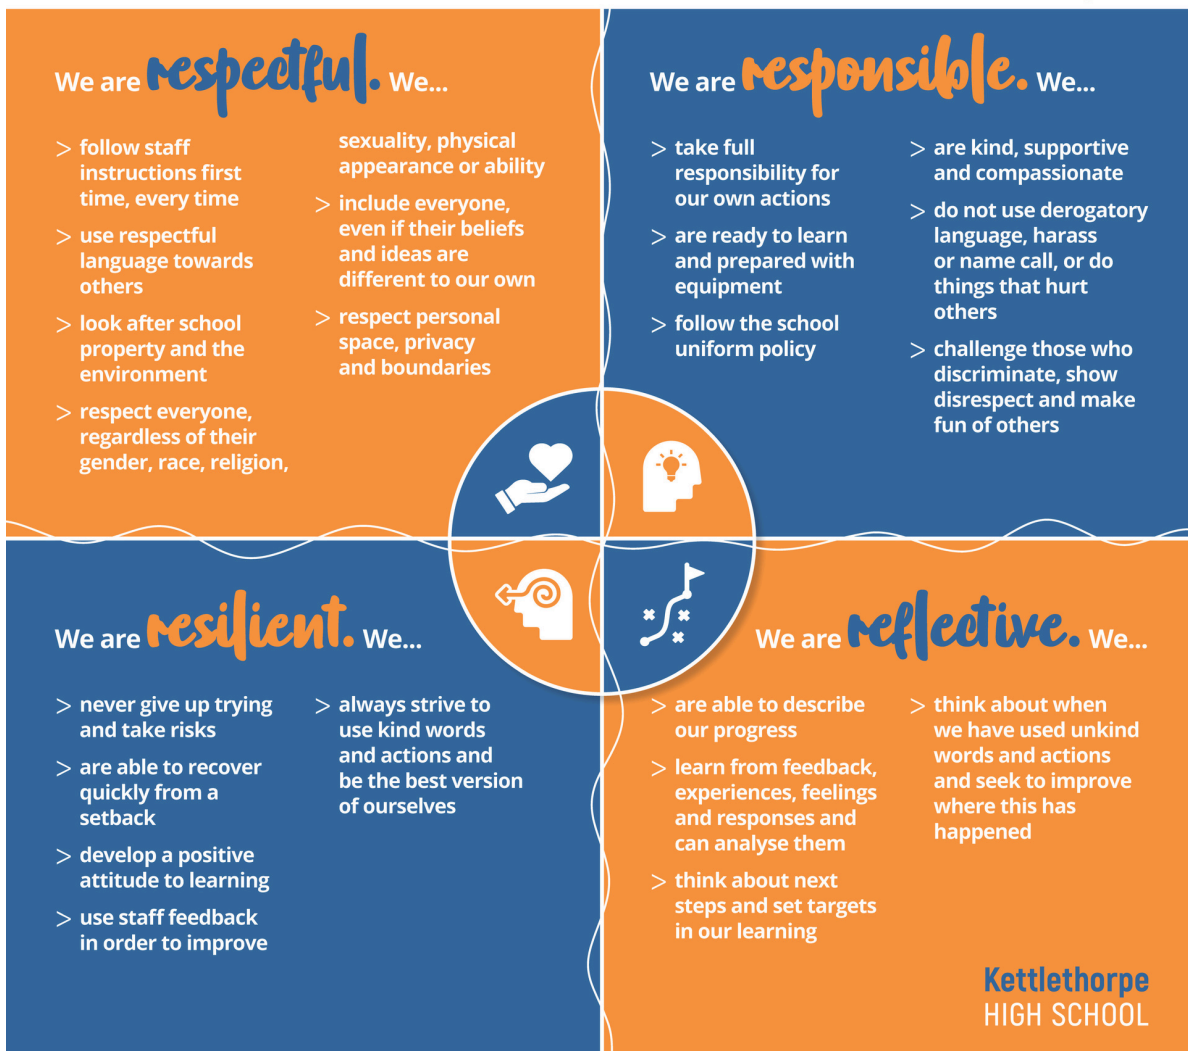 We are respectful. We...
> follow staff
instructions first
time, every time
> use respectful
language towards
others
> look after school
property and the
environment
> respect everyone,
regardless of their
gender, race, religion,
sexuality, physical
appearance or ability
> include everyone,
even if their beliefs
and ideas are
different to our own
> respect personal
space, privacy
and boundaries
We are responsible. We...
> take full
responsibility for
our own actions
> are ready to learn
and prepared with
equipment
> follow the school
uniform policy
> are kind, supportive
and compassionate
> do not use derogatory
language, harass
or name call, or do
things that hurt
others
> challenge those who
discriminate, show
disrespect and make
fun of others
We are resilient. We...
> never give up trying
and take risks
> are able to recover
quickly from a
setback
> develop a positive
attitude to learning
> use staff feedback
in order to improve
> always strive to
use kind words
and actions and
be the best version
of ourselves
We are reflective. We...
> are able to describe
our progress
> learn from feedback,
experiences, feelings
and responses and
can analyse them
> think about next
steps and set targets
in our learning
> think about when
we have used unkind
words and actions
and seek to improve
where this has
happened
Kettlethorpe
HIGH SCHOOL